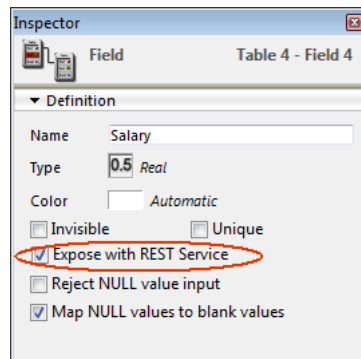 Inspector
Field Table 4 - Field 4
Definition
Name Salary
Type 0.5 Real
Color Automatic
Invisible Unique
Expose with REST Service
Reject NULL value input
Map NULL values to blank values